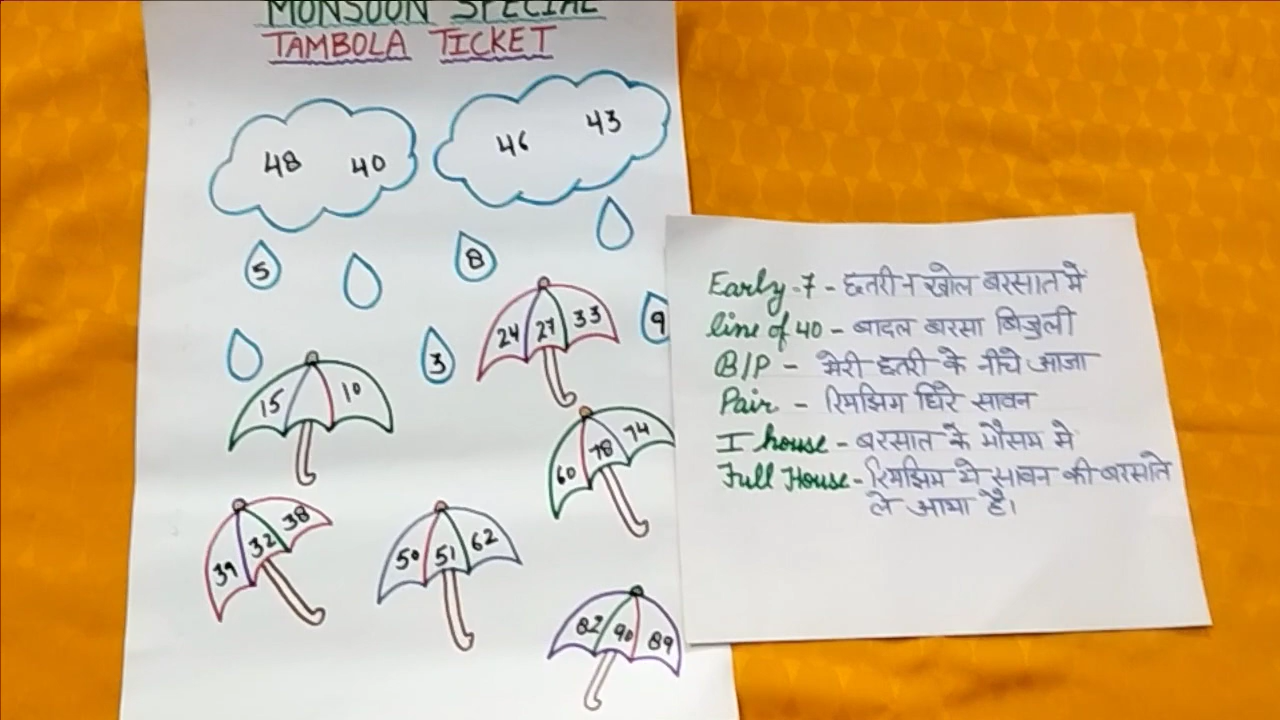 MONSOON SPECIAL
TAMBOLA TICKET
48 40
46 43
5
8
9
3
24 27 33
15 10
60 78 74
39 32 38
50 51 62
82 90 89
Early-7 - छतरी न खोल बरसात में
line of 40 - बादल बरसा बिजुली
B/P - मेरी छतरी के नीचे आजा
Pair - रिमझिम घिरे सावन
I house - बरसात के मौसम मे
Full House - रिमझिम ये सावन की बरसाते
ले आया है।